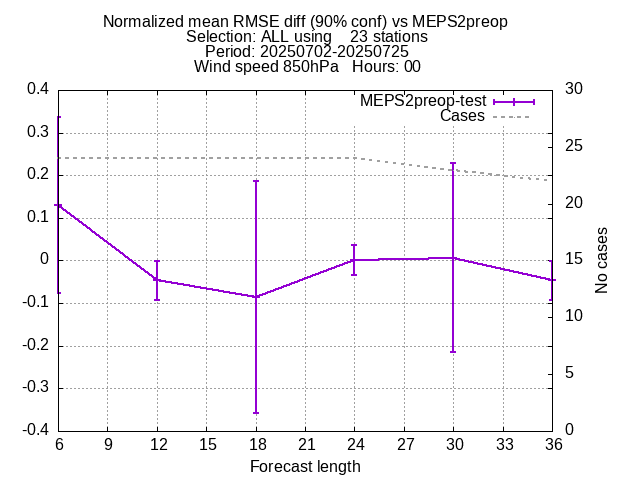 Normalized mean RMSE diff (90% conf) vs MEPS2preop
Selection: ALL using    23 stations
Period: 20250702-20250725
Wind speed 850hPa   Hours: 00
MEPS2preop-test
Cases
0.4
0.3
0.2
0.1
0
-0.1
-0.2
-0.3
-0.4
30
25
20
15
10
5
0
No cases
6 9 12 15 18 21 24 27 30 33 36
Forecast length